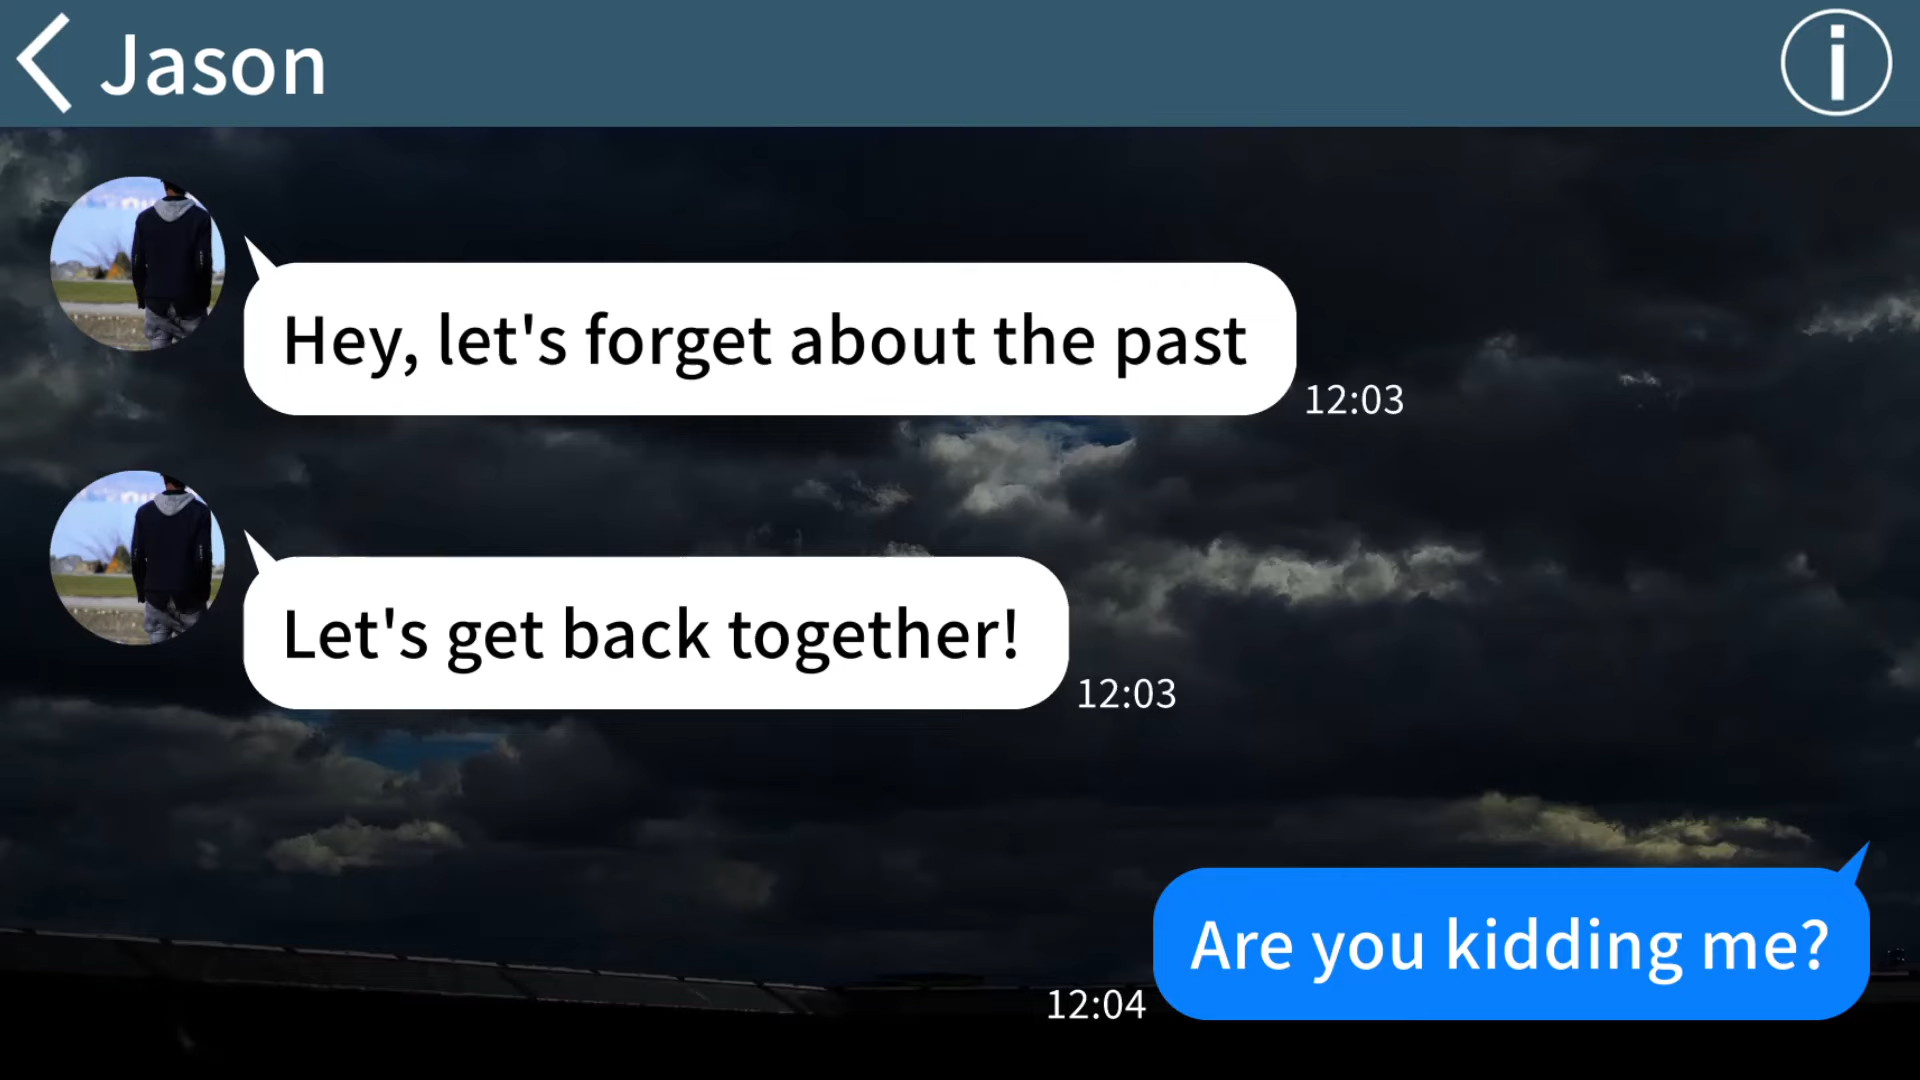 Jason
Hey, let's forget about the past
12:03
Let's get back together!
12:03
Are you kidding me?
12:04